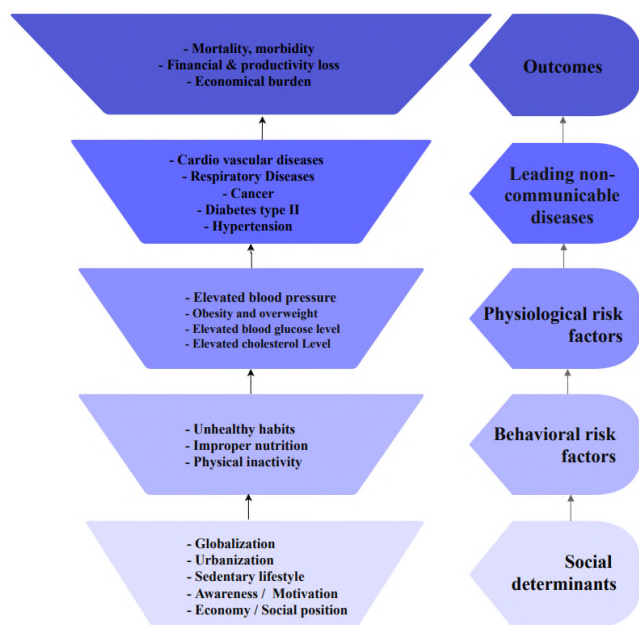 - Mortality, morbidity
- Financial & productivity loss
- Economical burden
Outcomes
- Cardio vascular diseases
- Respiratory Diseases
- Cancer
- Diabetes type II
- Hypertension
Leading non-
communicable
diseases
- Elevated blood pressure
- Obesity and overweight
- Elevated blood glucose level
- Elevated cholesterol Level
Physiological risk
factors
- Unhealthy habits
- Improper nutrition
- Physical inactivity
Behavioral risk
factors
- Globalization
- Urbanization
- Sedentary lifestyle
- Awareness / Motivation
- Economy / Social position
Social
determinants